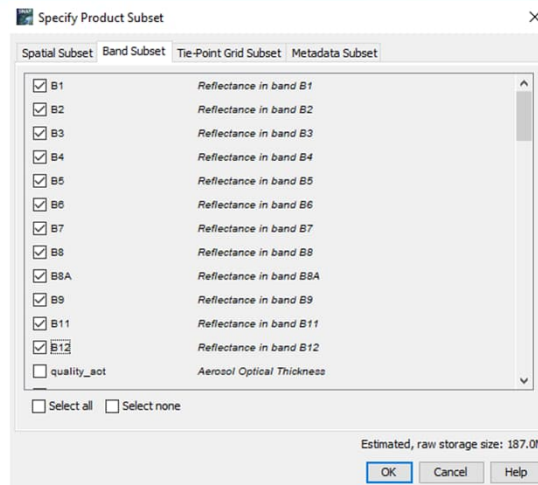 Specify Product Subset
Spatial Subset Band Subset Tie-Point Grid Subset Metadata Subset
B1 Reflectance in band B1
B2 Reflectance in band B2
B3 Reflectance in band B3
B4 Reflectance in band B4
B5 Reflectance in band B5
B6 Reflectance in band B6
B7 Reflectance in band B7
B8 Reflectance in band B8
B8A Reflectance in band B8A
B9 Reflectance in band B9
B11 Reflectance in band B11
B12 Reflectance in band B12
quality_aot Aerosol Optical Thickness
Select all Select none
Estimated, raw storage size: 187.0
OK Cancel Help